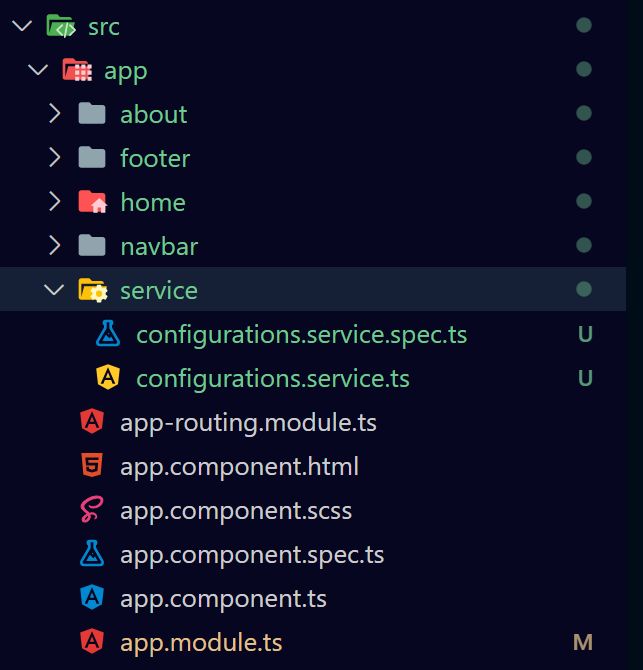 src
app
about
footer
home
navbar
service
configurations.service.spec.ts U
configurations.service.ts U
app-routing.module.ts
app.component.html
app.component.scss
app.component.spec.ts
app.component.ts
app.module.ts M